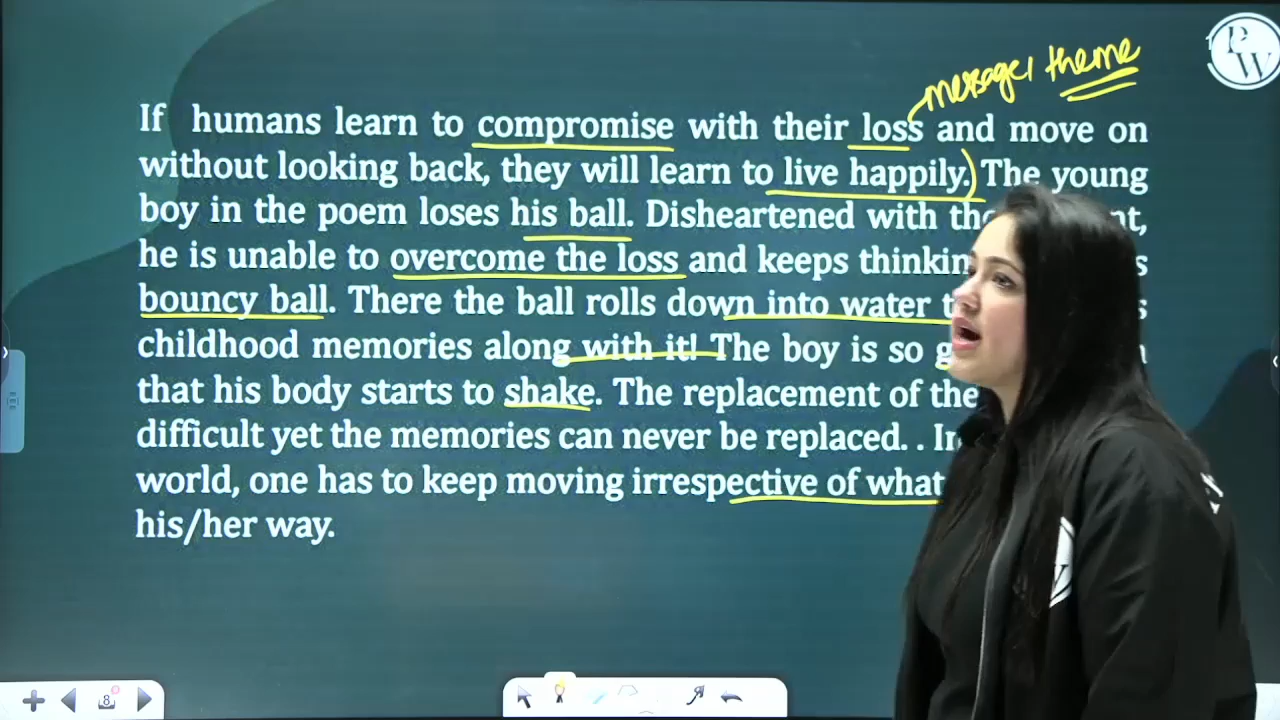 message, theme
PW
If humans learn to compromise with their loss and move on
without looking back, they will learn to live happily. The young
boy in the poem loses his ball. Disheartened with
he is unable to overcome the loss and keeps
bouncy ball. There the ball rolls down into water
childhood memories along with it! The boy is so
that his body starts to shake. The replacement of the
difficult yet the memories can never be replaced. .
world, one has to keep moving irrespective of what
his/her way.
8